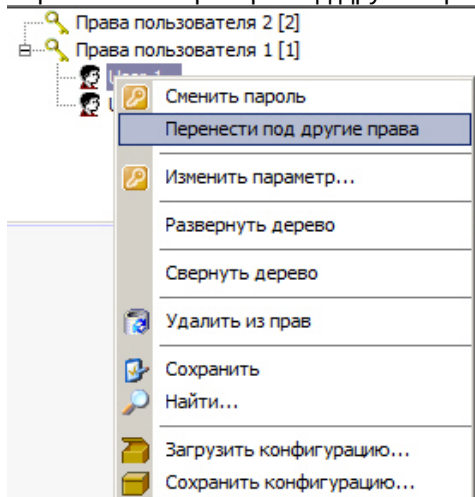 Права пользователя 2 [2]
Права пользователя 1 [1]
Сменить пароль
Перенести под другие права
Изменить параметр...
Развернуть дерево
Свернуть дерево
Удалить из прав
Сохранить
Найти...
Загрузить конфигурацию...
Сохранить конфигурацию...